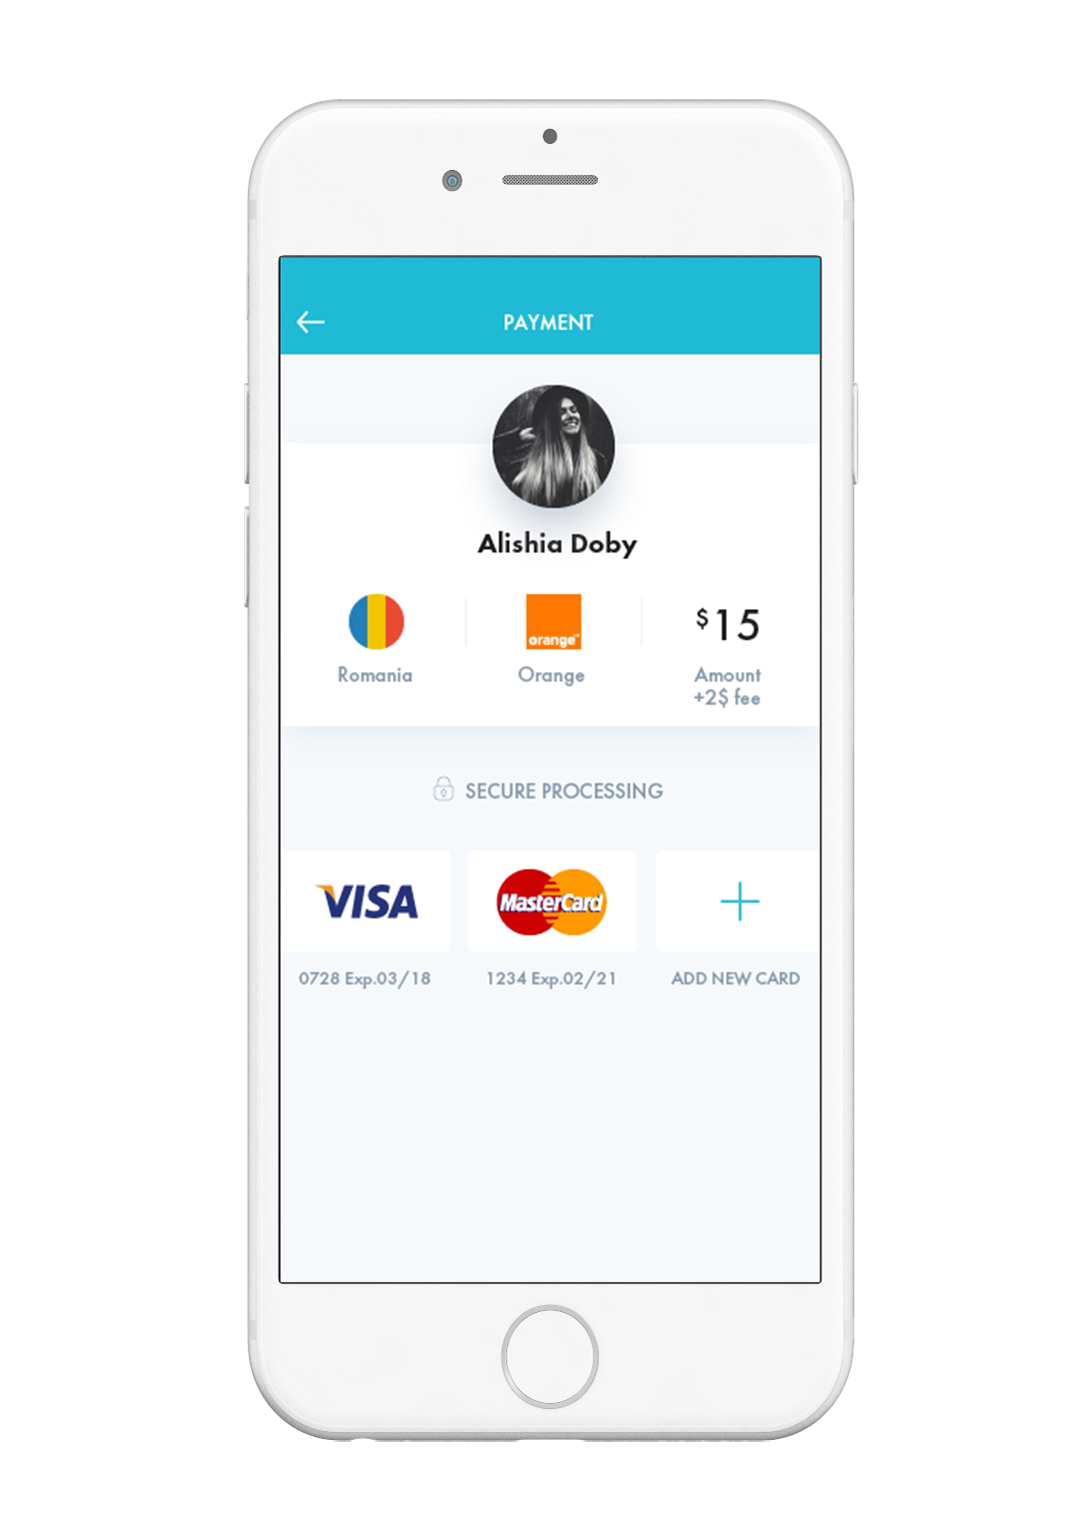 PAYMENT
Alishia Doby
orange™
$15
Romania
Orange
Amount
+2$ fee
SECURE PROCESSING
VISA
MasterCard
0728 Exp.03/18
1234 Exp.02/21
ADD NEW CARD